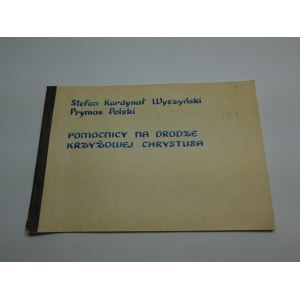 Stefan Kardynał Wyszyński
Prymas Polski
POMOCNICY NA DRODZE
KRZYŻOWEJ CHRYSTUSA